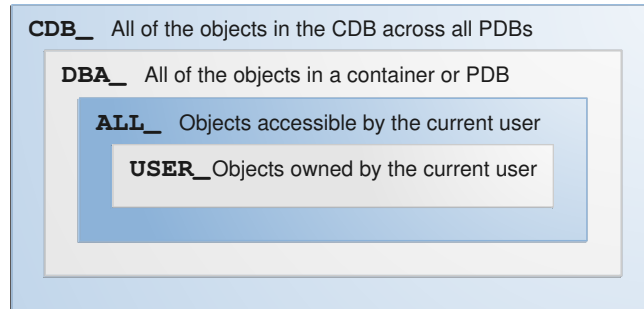 CDB_ All of the objects in the CDB across all PDBs
DBA_ All of the objects in a container or PDB
ALL_ Objects accessible by the current user
USER_Objects owned by the current user